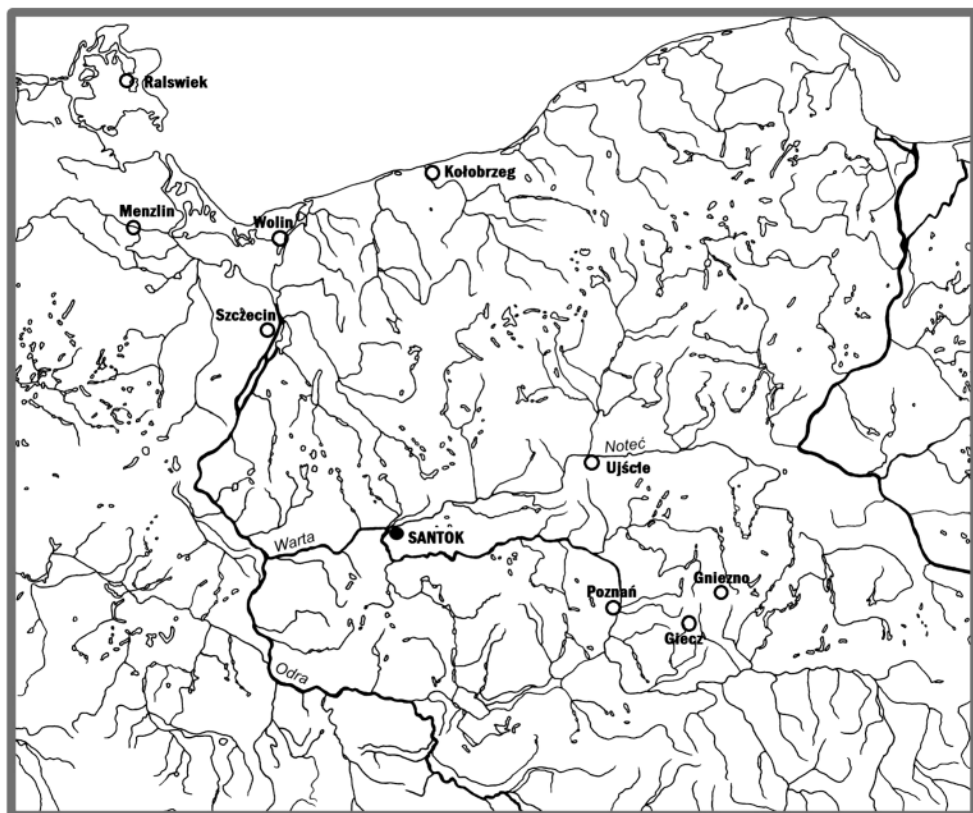 Ralswiek
Kołobrzeg
Menzlin
Wolin
Szczecin
Noteć
Ujście
Warta
SANTOK
Gniezno
Poznań
Giecz
Odra